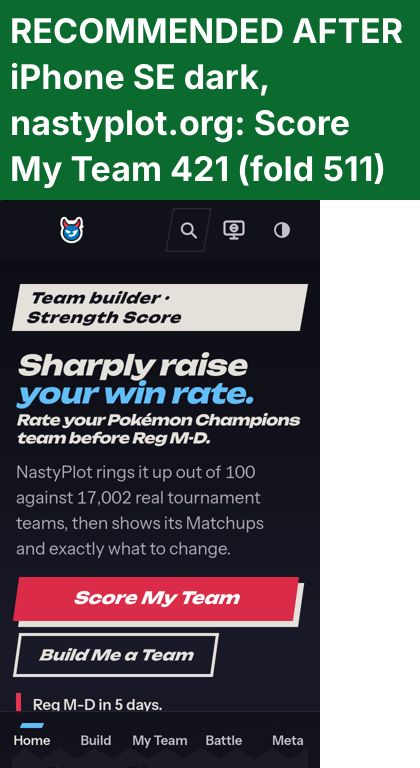 RECOMMENDED AFTER
iPhone SE dark,
nastyplot.org: Score
My Team 421 (fold 511)
Team builder ·
Strength Score
Sharply raise
your win rate.
Rate your Pokémon Champions
team before Reg M-D.
NastyPlot rings it up out of 100
against 17,002 real tournament
teams, then shows its Matchups
and exactly what to change.
Score My Team
Build Me a Team
Reg M-D in 5 days.
Home Build My Team Battle Meta